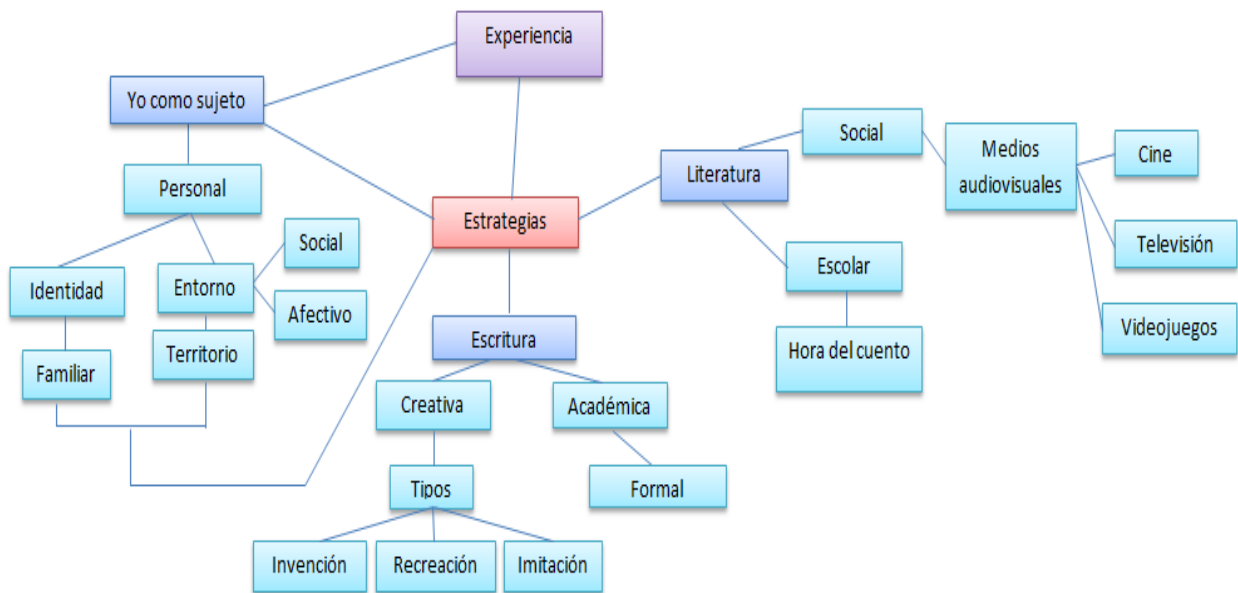 Experiencia
Yo como sujeto
Personal
Identidad
Familiar
Entorno
Territorio
Social
Afectivo
Estrategias
Literatura
Social
Medios
audiovisuales
Cine
Televisión
Videojuegos
Escolar
Hora del cuento
Escritura
Creativa
Académica
Tipos
Formal
Invención
Recreación
Imitación